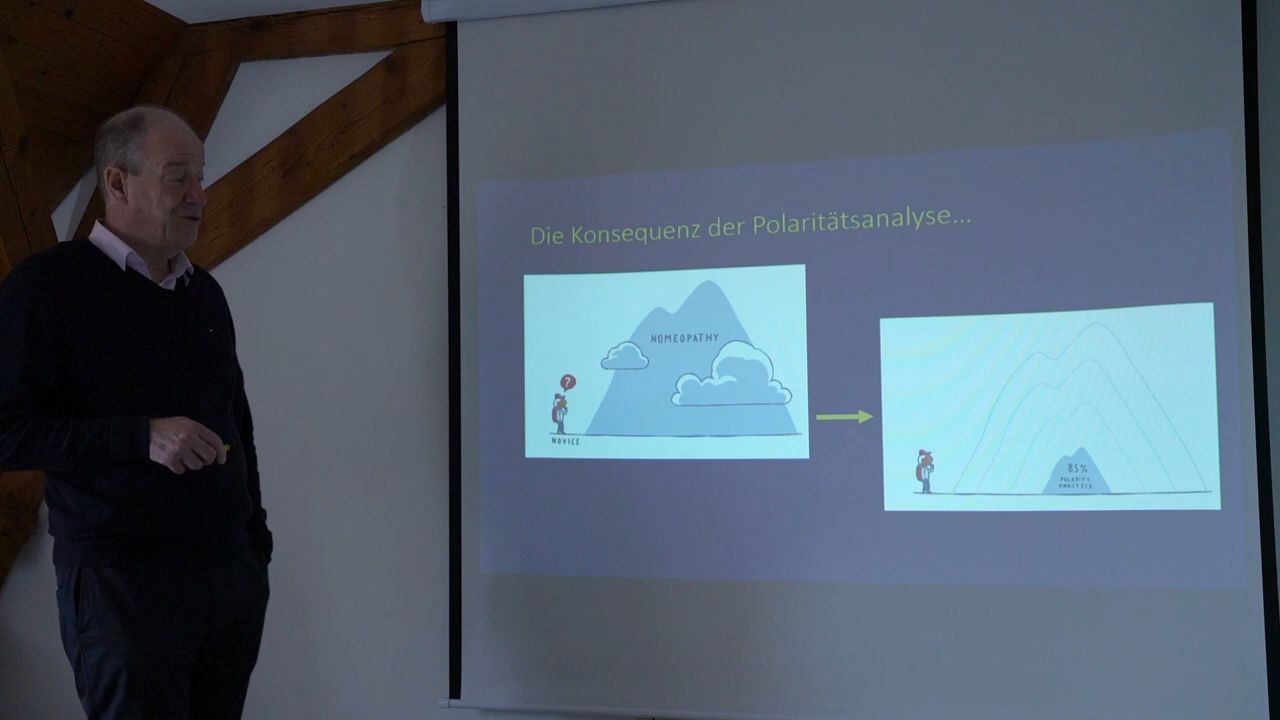 Die Konsequenz der Polaritätsanalyse...
HOMEOPATHY
?
NOVICE
85%
POLARITY
ANALYSIS